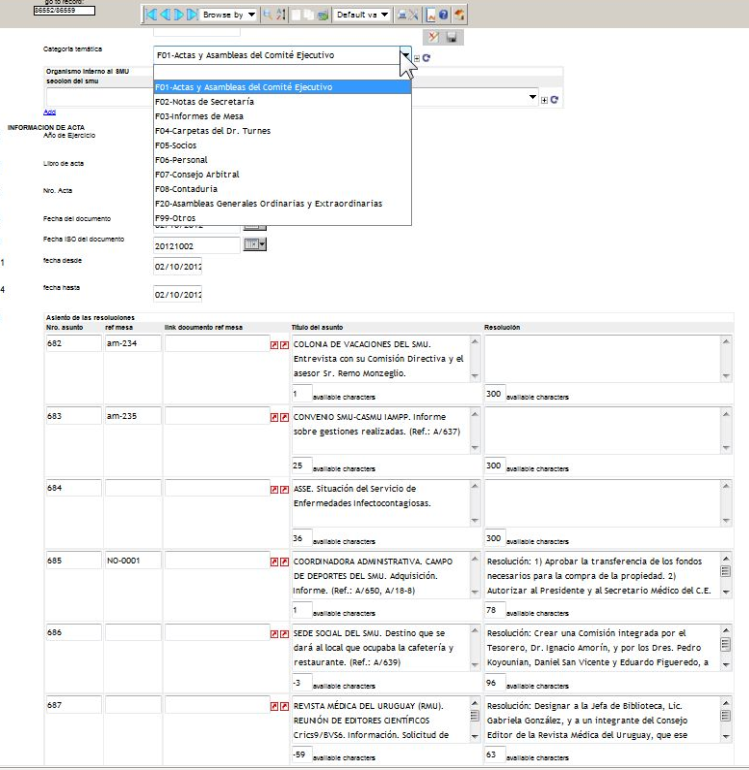 go to record:
86552/86559
Browse by
Default va
Categoría temática
F01-Actas y Asambleas del Comité Ejecutivo
Organismo Interno al SMU
seccion del smu
F01-Actas y Asambleas del Comité Ejecutivo
F02-Notas de Secretaría
F03-Informes de Mesa
F04-Carpetas del Dr. Turnes
F05-Socios
F06-Personal
F07-Consejo Arbitral
F08-Contaduría
F20-Asambleas Generales Ordinarias y Extraordinarias
F99-Otros
Add
INFORMACION DE ACTA
Año de Ejercicio
Libro de acta
Nro. Acta
Fecha del documento
02/10/2012
Fecha ISO del documento
20121002
1
fecha desde
02/10/2012
4
fecha hasta
02/10/2012
Asiento de las resoluciones
Nro. asunto ref mesa link documento ref mesa Titulo del asunto Resolución
682 am-234 COLONIA DE VACACIONES DEL SMU.
Entrevista con su Comisión Directiva y el
asesor Sr. Remo Monzeglio.
1 available characters 300 available characters
683 am-235 CONVENIO SMU-CASMU IAMPP. Informe
sobre gestiones realizadas. (Ref.: A/637)
25 available characters 300 available characters
684 ASSE. Situación del Servicio de
Enfermedades Infectocontagiosas.
36 available characters 300 available characters
685 NO-0001 COORDINADORA ADMINISTRATIVA. CAMPO Resolución: 1) Aprobar la transferencia de los fondos
DE DEPORTES DEL SMU. Adquisición. necesarios para la compra de la propiedad. 2)
Informe. (Ref.: A/650, A/18-8) Autorizar al Presidente y al Secretario Médico del C.E.
1 available characters 78 available characters
686 SEDE SOCIAL DEL SMU. Destino que se Resolución: Crear una Comisión integrada por el
dará al local que ocupaba la cafetería y Tesorero, Dr. Ignacio Amorín, y por los Dres. Pedro
restaurante. (Ref.: A/639) Koyounian, Daniel San Vicente y Eduardo Figueredo, a
-3 available characters 96 available characters
687 REVISTA MÉDICA DEL URUGUAY (RMU). Resolución: Designar a la Jefa de Biblioteca, Lic.
REUNIÓN DE EDITORES CIENTÍFICOS Gabriela González, y a un integrante del Consejo
Crics9/BVS6. Información. Solicitud de Editor de la Revista Médica del Uruguay, que ese
-59 available characters 63 available characters